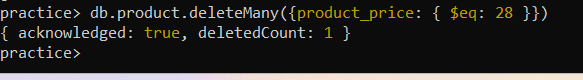 practice> db.product.deleteMany({product_price: { $eq: 28 }})
{ acknowledged: true, deletedCount: 1 }
practice>